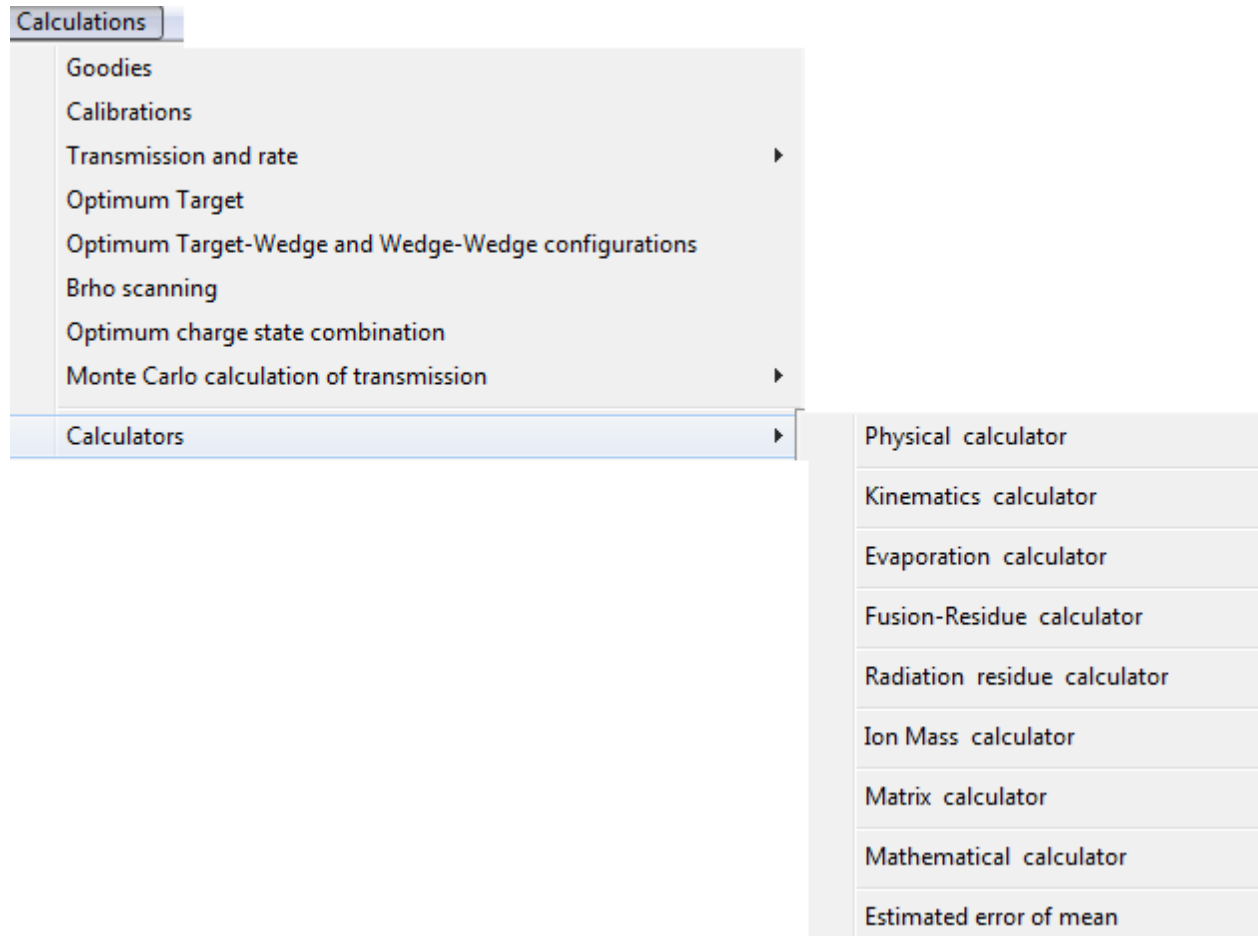 Calculations
Goodies
Calibrations
Transmission and rate
Optimum Target
Optimum Target-Wedge and Wedge-Wedge configurations
Brho scanning
Optimum charge state combination
Monte Carlo calculation of transmission
Calculators
Physical calculator
Kinematics calculator
Evaporation calculator
Fusion-Residue calculator
Radiation residue calculator
Ion Mass calculator
Matrix calculator
Mathematical calculator
Estimated error of mean